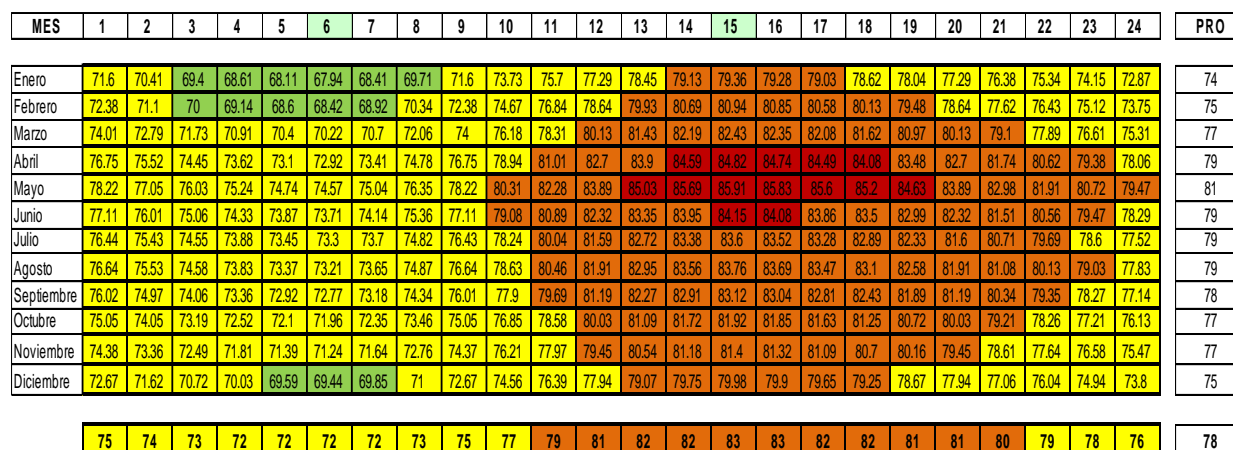 MES 1 2 3 4 5 6 7 8 9 10 11 12 13 14 15 16 17 18 19 20 21 22 23 24 PRO
Enero 71.6 70.41 69.4 68.61 68.11 67.94 68.41 69.71 71.6 73.73 75.7 77.29 78.45 79.13 79.36 79.28 79.03 78.62 78.04 77.29 76.38 75.34 74.15 72.87 74
Febrero 72.38 71.1 70 69.14 68.6 68.42 68.92 70.34 72.38 74.67 76.84 78.64 79.93 80.69 80.94 80.85 80.58 80.13 79.48 78.64 77.62 76.43 75.12 73.75 75
Marzo 74.01 72.79 71.73 70.91 70.4 70.22 70.7 72.06 74 76.18 78.31 80.13 81.43 82.19 82.43 82.35 82.08 81.62 80.97 80.13 79.1 77.89 76.61 75.31 77
Abril 76.75 75.52 74.45 73.62 73.1 72.92 73.41 74.78 76.75 78.94 81.01 82.7 83.9 84.59 84.82 84.74 84.49 84.08 83.48 82.7 81.74 80.62 79.38 78.06 79
Mayo 78.22 77.05 76.03 75.24 74.74 74.57 75.04 76.35 78.22 80.31 82.28 83.89 85.03 85.69 85.91 85.83 85.6 85.2 84.63 83.89 82.98 81.91 80.72 79.47 81
Junio 77.11 76.01 75.06 74.33 73.87 73.71 74.14 75.36 77.11 79.08 80.89 82.32 83.35 83.95 84.15 84.08 83.86 83.5 82.99 82.32 81.51 80.56 79.47 78.29 79
Julio 76.44 75.43 74.55 73.88 73.45 73.3 73.7 74.82 76.43 78.24 80.04 81.59 82.72 83.38 83.6 83.52 83.28 82.89 82.33 81.6 80.71 79.69 78.6 77.52 79
Agosto 76.64 75.53 74.58 73.83 73.37 73.21 73.65 74.87 76.64 78.63 80.46 81.91 82.95 83.56 83.76 83.69 83.47 83.1 82.58 81.91 81.08 80.13 79.03 77.83 79
Septiembre 76.02 74.97 74.06 73.36 72.92 72.77 73.18 74.34 76.01 77.9 79.69 81.19 82.27 82.91 83.12 83.04 82.81 82.43 81.89 81.19 80.34 79.35 78.27 77.14 78
Octubre 75.05 74.05 73.19 72.52 72.1 71.96 72.35 73.46 75.05 76.85 78.58 80.03 81.09 81.72 81.92 81.85 81.63 81.25 80.72 80.03 79.21 78.26 77.21 76.13 77
Noviembre 74.38 73.36 72.49 71.81 71.39 71.24 71.64 72.76 74.37 76.21 77.97 79.45 80.54 81.18 81.4 81.32 81.09 80.7 80.16 79.45 78.61 77.64 76.58 75.47 77
Diciembre 72.67 71.62 70.72 70.03 69.59 69.44 69.85 71 72.67 74.56 76.39 77.94 79.07 79.75 79.98 79.9 79.65 79.25 78.67 77.94 77.06 76.04 74.94 73.8 75
75 74 73 72 72 72 72 73 75 77 79 81 82 82 83 83 82 82 81 81 80 79 78 76 78